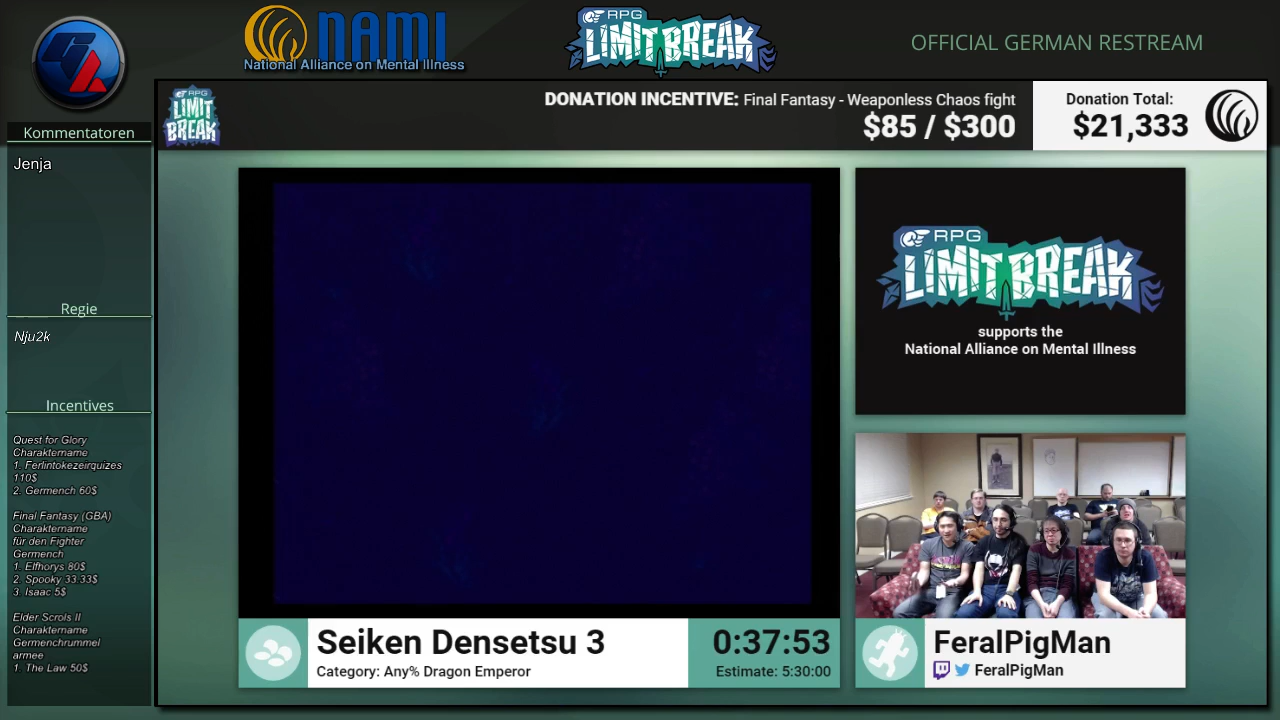 NAMI
National Alliance on Mental Illness
RPG
LIMIT BREAK
OFFICIAL GERMAN RESTREAM
Kommentatoren
Jenja
Regie
Nju2k
Incentives
Quest for Glory
Charaktername
1. Ferlintokezeirquizes
110$
2. Germench 60$
Final Fantasy (GBA)
Charaktername
für den Fighter
Germench
1. Elfhorys 80$
2. Spooky 33.33$
3. Isaac 5$
Elder Scrols II
Charaktername
Germenchrummel
armee
1. The Law 50$
RPG
LIMIT
BREAK
DONATION INCENTIVE: Final Fantasy - Weaponless Chaos fight
$85 / $300
Donation Total:
$21,333
RPG
LIMIT BREAK
supports the
National Alliance on Mental Illness
Seiken Densetsu 3
Category: Any% Dragon Emperor
0:37:53
Estimate: 5:30:00
FeralPigMan
FeralPigMan